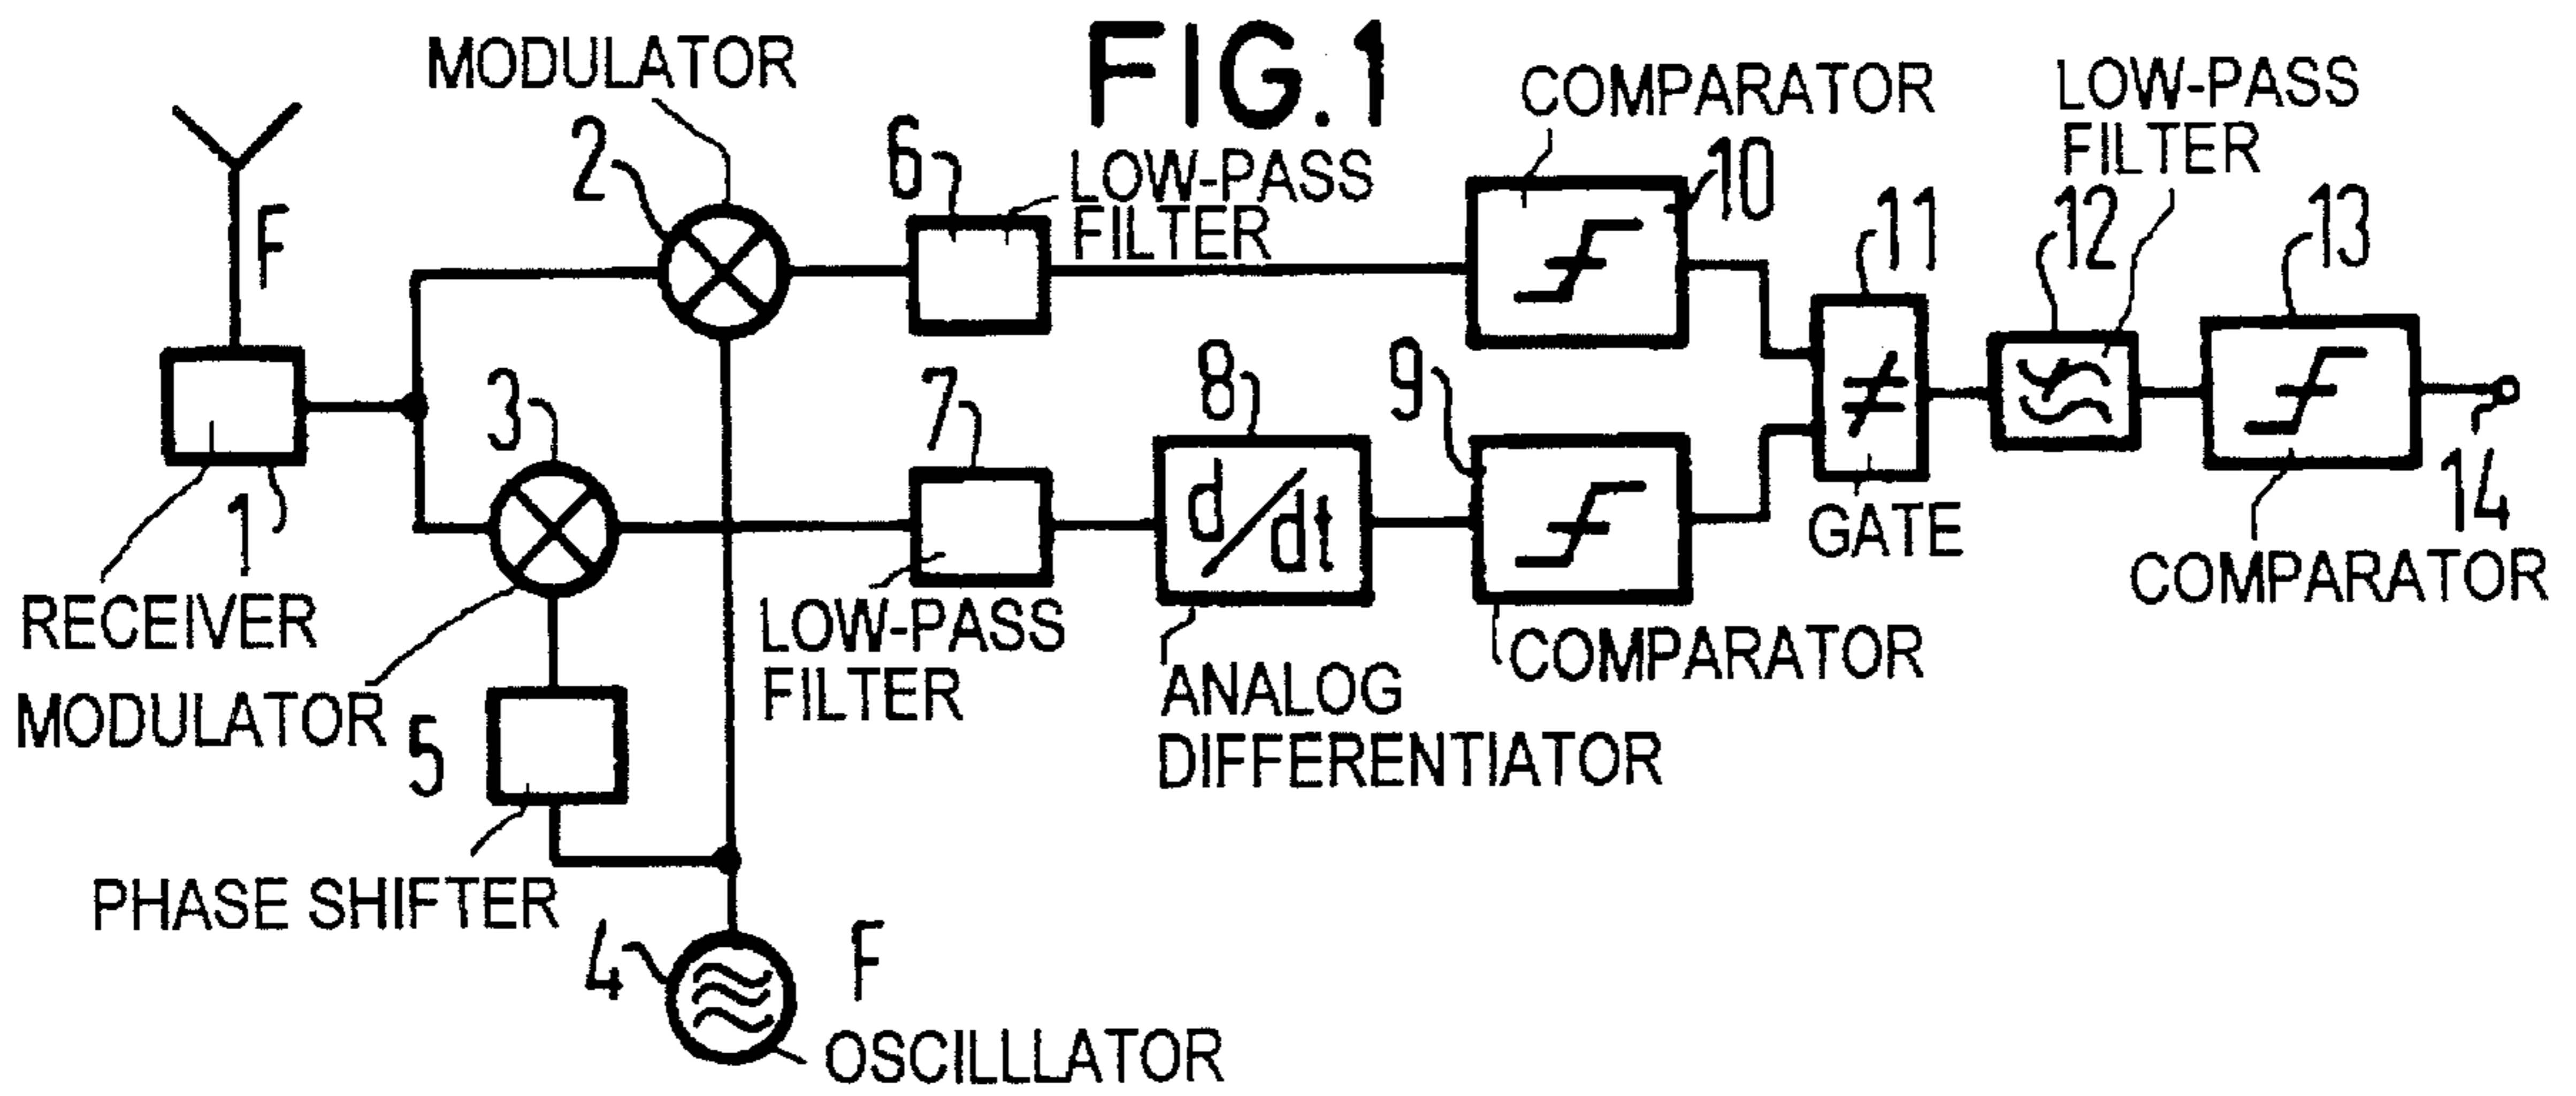 FIG.1
MODULATOR
COMPARATOR
LOW-PASS
FILTER
2
6
LOW-PASS
FILTER
10
11
12
13
F
3
7
8
9
1
d/dt
GATE
14
RECEIVER
MODULATOR
LOW-PASS
FILTER
COMPARATOR
COMPARATOR
5
ANALOG
DIFFERENTIATOR
PHASE SHIFTER
4
F
OSCILLLATOR